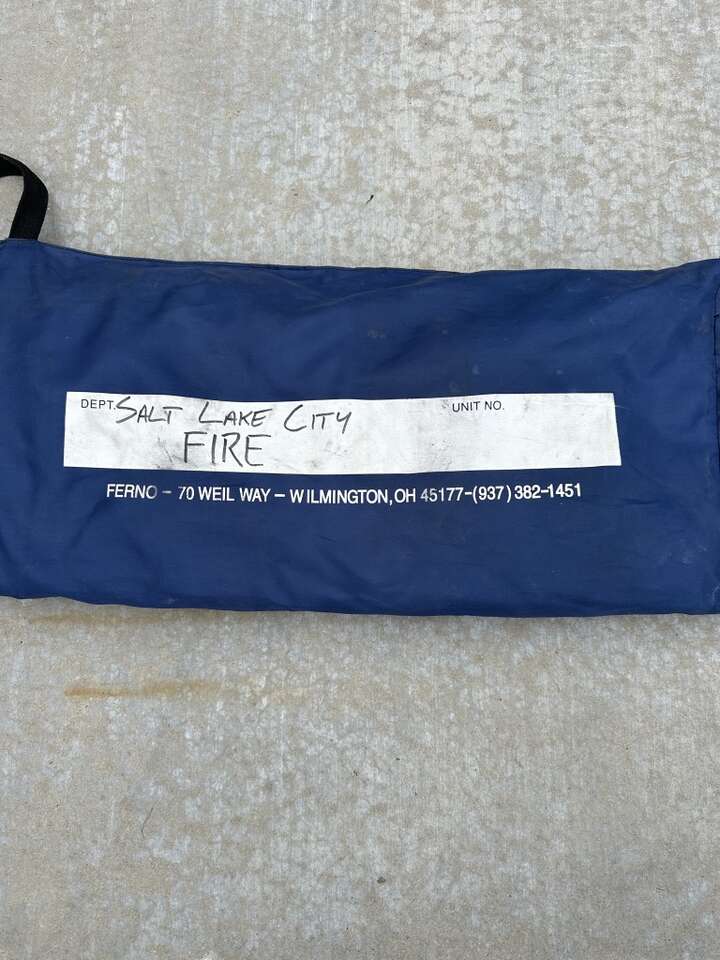 DEPT. SALT LAKE CITY UNIT NO.
FIRE
FERNO - 70 WEIL WAY - WILMINGTON, OH 45177-(937) 382-1451